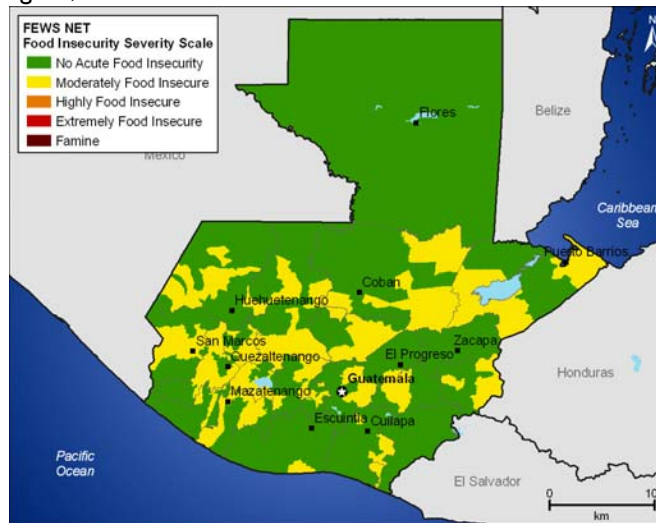 FEWS NET
Food Insecurity Severity Scale
No Acute Food Insecurity
Moderately Food Insecure
Highly Food Insecure
Extremely Food Insecure
Famine
N
Mexico
Flores
Belize
Caribbean
Sea
Puerto Barrios
Coban
Huehuetenango
San Marcos
Zacapa
Cuezaltenango
El Progreso
Guatemala
Honduras
Mazatenango
Escuintla
Cuilapa
Pacific
Ocean
El Salvador
0
km